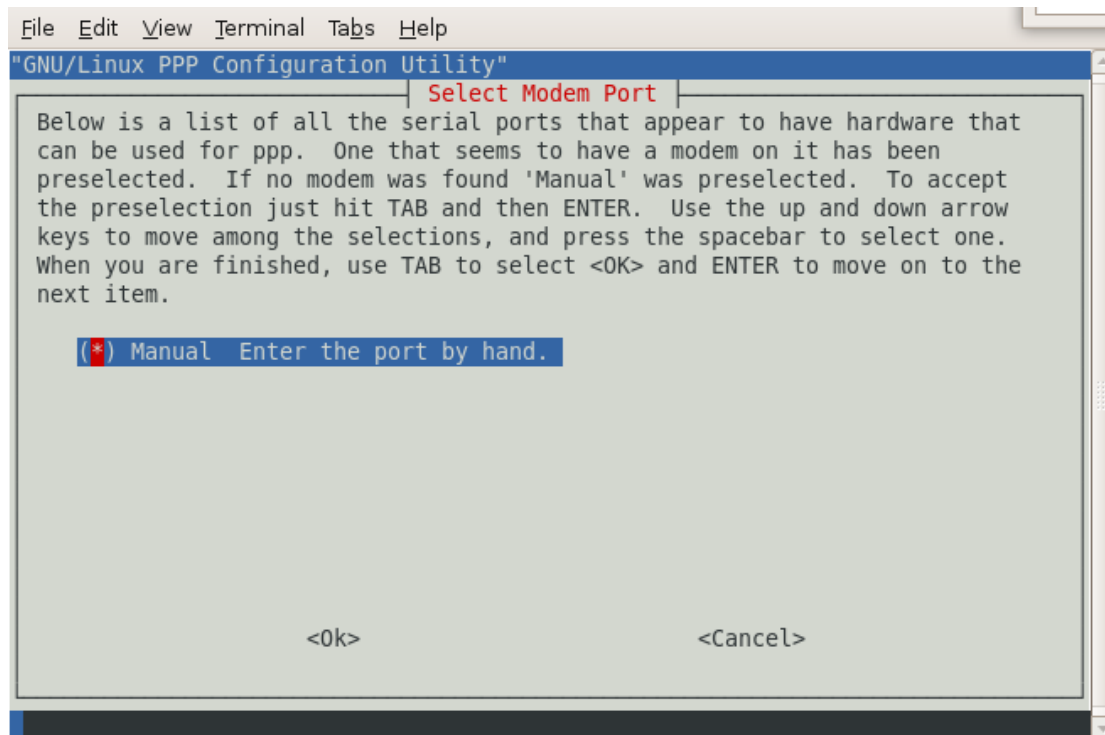 File Edit View Terminal Tabs Help
"GNU/Linux PPP Configuration Utility"
Select Modem Port
Below is a list of all the serial ports that appear to have hardware that
can be used for ppp.  One that seems to have a modem on it has been
preselected.  If no modem was found 'Manual' was preselected.  To accept
the preselection just hit TAB and then ENTER.  Use the up and down arrow
keys to move among the selections, and press the spacebar to select one.
When you are finished, use TAB to select <OK> and ENTER to move on to the
next item.
(*) Manual  Enter the port by hand.
<Ok> <Cancel>